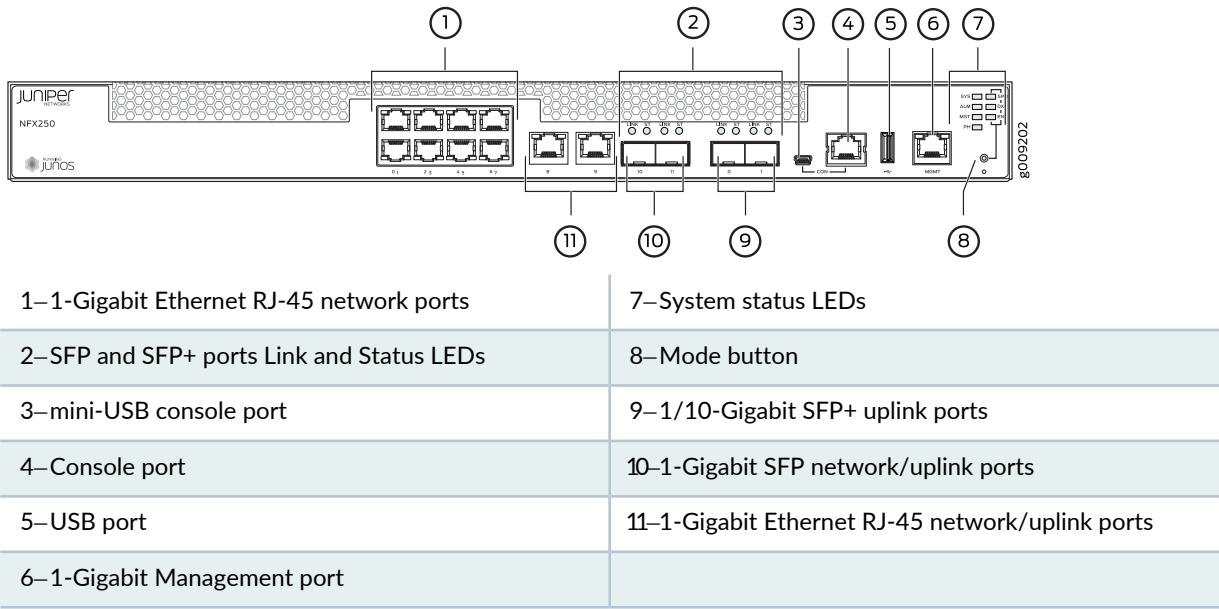 1 2 3 4 5 6 7
JUNIPER
NETWORKS
NFX250
RUNNING
JUNOS
LINK ST LINK ST LINK ST LINK ST
SYS SP
ALM DX
MST EN
PH
0 1 2 3 4 5 6 7 8 9 10 11 0 1 CON MGMT
g009202
11 10 9 8
1–1-Gigabit Ethernet RJ-45 network ports
7–System status LEDs
2–SFP and SFP+ ports Link and Status LEDs
8–Mode button
3–mini-USB console port
9–1/10-Gigabit SFP+ uplink ports
4–Console port
10–1-Gigabit SFP network/uplink ports
5–USB port
11–1-Gigabit Ethernet RJ-45 network/uplink ports
6–1-Gigabit Management port